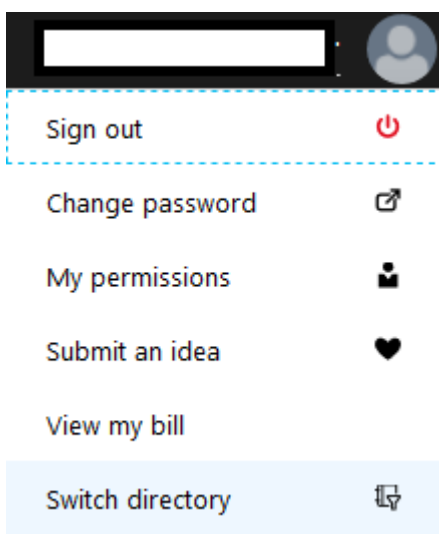 Sign out
Change password
My permissions
Submit an idea
View my bill
Switch directory